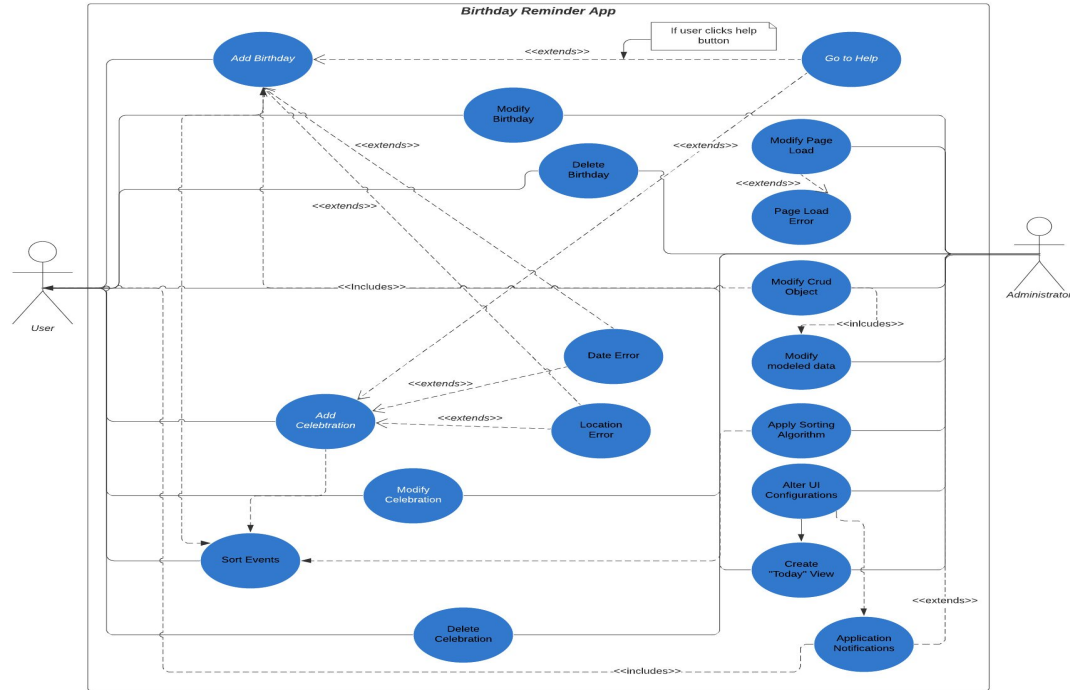 Birthday Reminder App
If user clicks help
button
<<extends>>
Add Birthday
Go to Help
Modify
Birthday
<<extends>>
<<extends>>
Modify Page
Load
Delete
Birthday
<<extends>>
<<extends>>
Page Load
Error
User
Administrator
<<Includes>>
Modify Crud
Object
<<inlcudes>>
Date Error
Modify
modeled data
<<extends>>
Add
Celebtration
<<extends>>
Location
Error
Apply Sorting
Algorithm
Modify
Celebration
Alter UI
Configurations
Sort Events
Create
"Today" View
<<extends>>
Delete
Celebration
Application
Notifications
<<includes>>